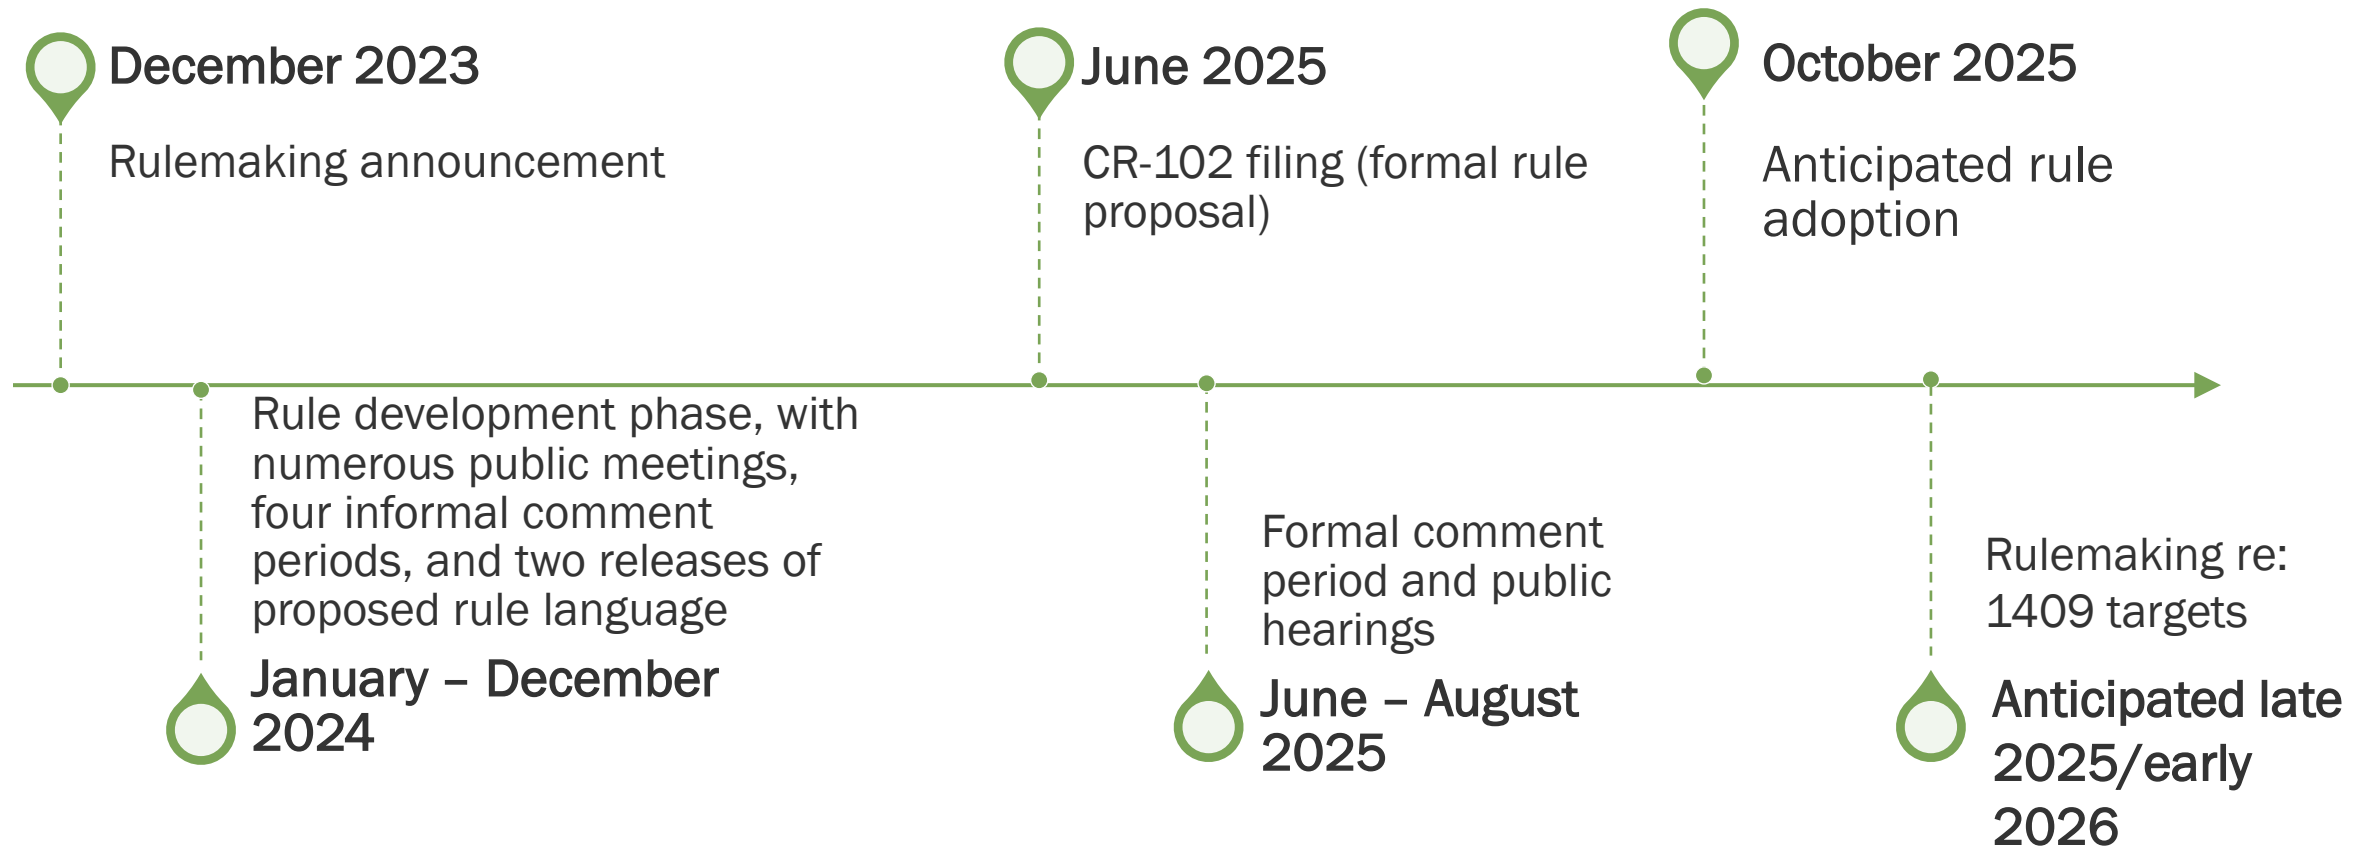 December 2023
Rulemaking announcement
Rule development phase, with
numerous public meetings,
four informal comment
periods, and two releases of
proposed rule language
January – December
2024
June 2025
CR-102 filing (formal rule
proposal)
Formal comment
period and public
hearings
June – August
2025
October 2025
Anticipated rule
adoption
Rulemaking re:
1409 targets
Anticipated late
2025/early
2026